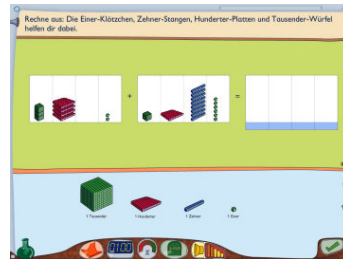 Rechne aus: Die Einer-Klötzchen, Zehner-Stangen, Hunderter-Platten und Tausender-Würfel
helfen dir dabei.
+
=
1 Tausender
1 Hunderter
1 Zehner
1 Einer
0100